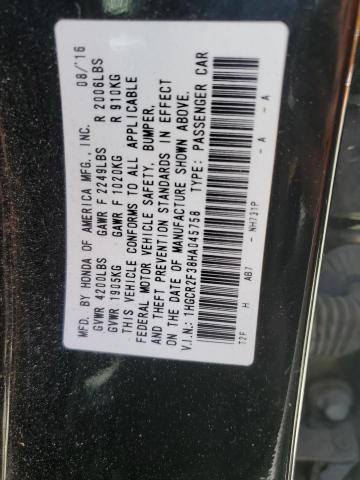 MFD. BY HONDA OF AMERICA MFG., INC. 08/'16
GVWR 4200LBS GAWR F 2249LBS R 2006LBS
GVWR 1905KG GAWR F 1020KG R 910KG
THIS VEHICLE CONFORMS TO ALL APPLICABLE
FEDERAL MOTOR VEHICLE SAFETY, BUMPER,
AND THEFT PREVENTION STANDARDS IN EFFECT
ON THE DATE OF MANUFACTURE SHOWN ABOVE.
V.I.N.: 1HGCR2F38HA045758 TYPE: PASSENGER CAR
T2F H AB7 - NH731P - A - A